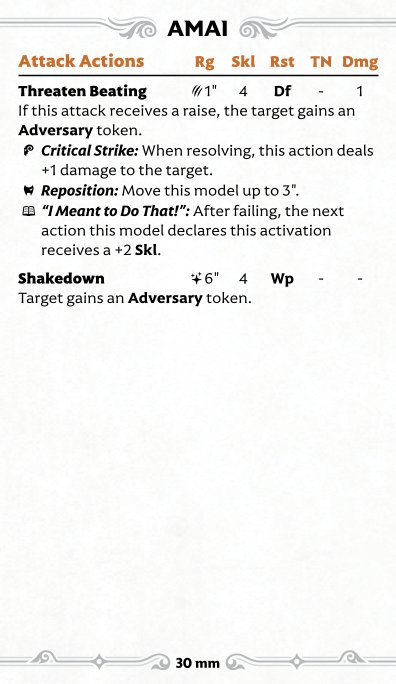 AMAI
Attack Actions Rg Skl Rst TN Dmg
Threaten Beating 1" 4 Df - 1
If this attack receives a raise, the target gains an
Adversary token.
Critical Strike: When resolving, this action deals
+1 damage to the target.
Reposition: Move this model up to 3".
“I Meant to Do That!”: After failing, the next
action this model declares this activation
receives a +2 Skl.
Shakedown 6" 4 Wp - -
Target gains an Adversary token.
30 mm